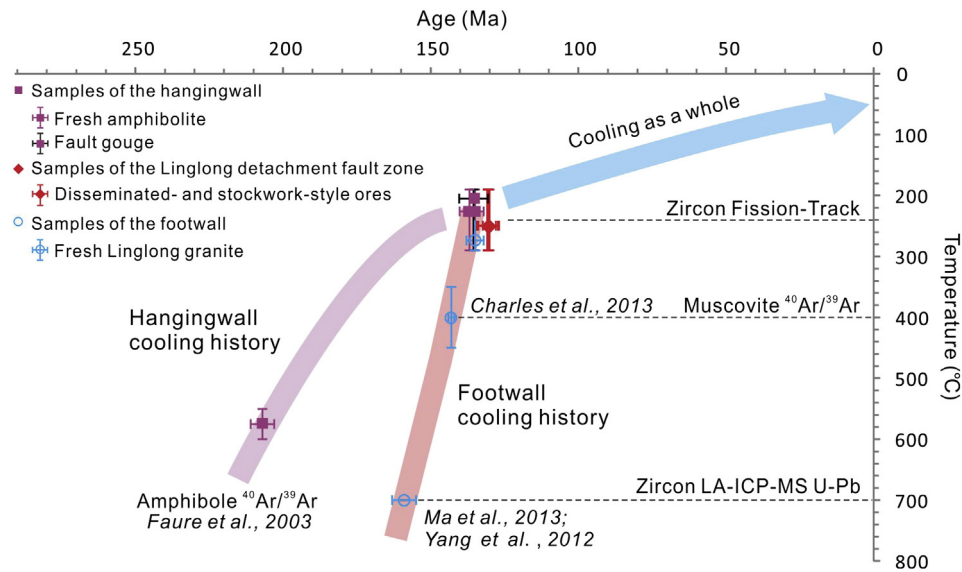 Age (Ma)
250 200 150 100 50 0
0
100
200
300
400
500
600
700
800
Temperature (℃)
Samples of the hangingwall
Fresh amphibolite
Fault gouge
Samples of the Linglong detachment fault zone
Disseminated- and stockwork-style ores
Samples of the footwall
Fresh Linglong granite
Cooling as a whole
Zircon Fission-Track
Charles et al., 2013
Muscovite ⁴⁰Ar/³⁹Ar
Hangingwall
cooling history
Footwall
cooling history
Zircon LA-ICP-MS U-Pb
Amphibole ⁴⁰Ar/³⁹Ar
Faure et al., 2003
Ma et al., 2013;
Yang et al. , 2012